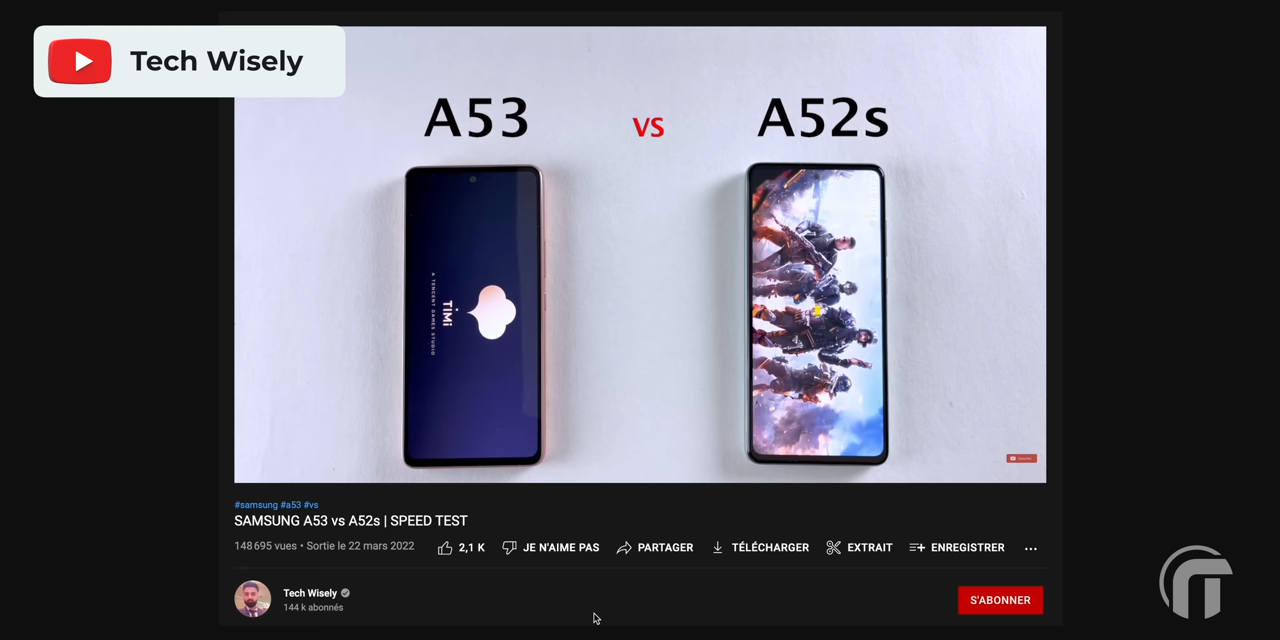 Tech Wisely
A53 vs A52s
TiMi
A TENCENT GAMES STUDIO
#samsung #a53 #vs
SAMSUNG A53 vs A52s | SPEED TEST
148 695 vues • Sortie le 22 mars 2022
2,1 K
JE N'AIME PAS
PARTAGER
TÉLÉCHARGER
EXTRAIT
ENREGISTRER
Tech Wisely
144 k abonnés
S'ABONNER